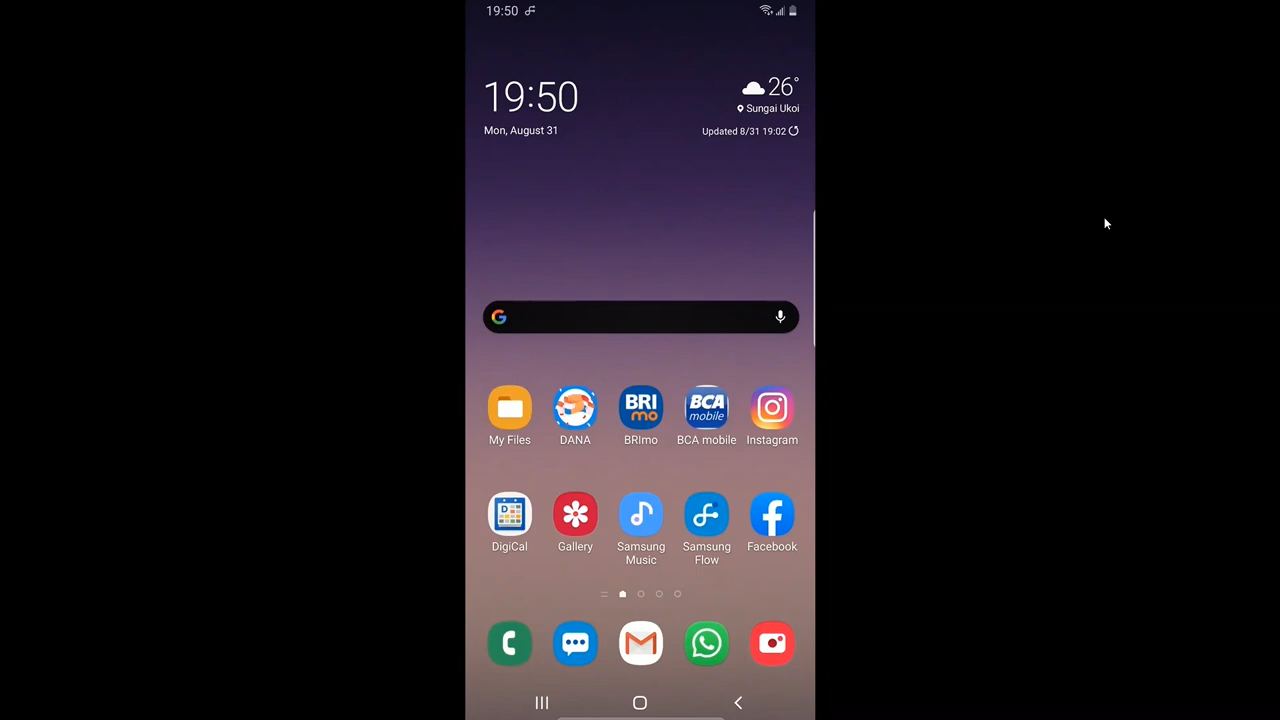 19:50
19:50
Mon, August 31
26°
Sungai Ukoi
Updated 8/31 19:02
G
BRI
mo
BCA
mobile
My Files
DANA
BRImo
BCA mobile
Instagram
D
DigiCal
Gallery
Samsung
Music
Samsung
Flow
Facebook